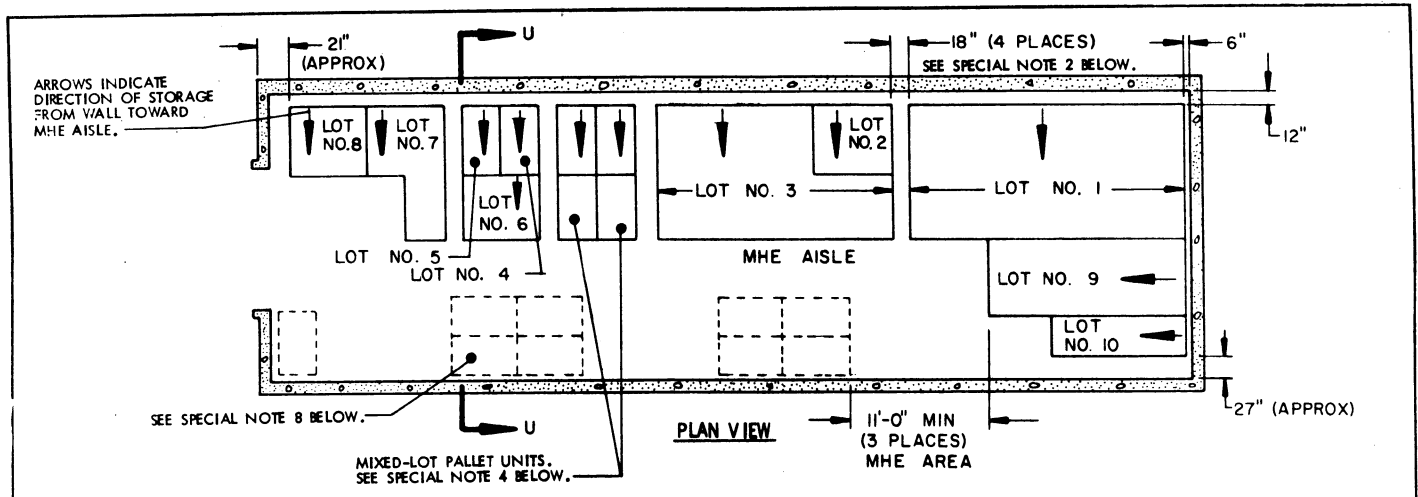 21"
(APPROX)
U
18" (4 PLACES)
SEE SPECIAL NOTE 2 BELOW.
6"
ARROWS INDICATE
DIRECTION OF STORAGE
FROM WALL TOWARD
MHE AISLE.
12"
LOT
NO.8
LOT
NO.7
LOT
NO.2
LOT NO. 3
LOT NO. 1
LOT
NO. 6
LOT NO. 5
LOT NO. 4
MHE AISLE
LOT NO. 9
LOT
NO. 10
SEE SPECIAL NOTE 8 BELOW.
U
PLAN VIEW
11'-0" MIN
(3 PLACES)
MHE AREA
27" (APPROX)
MIXED-LOT PALLET UNITS.
SEE SPECIAL NOTE 4 BELOW.